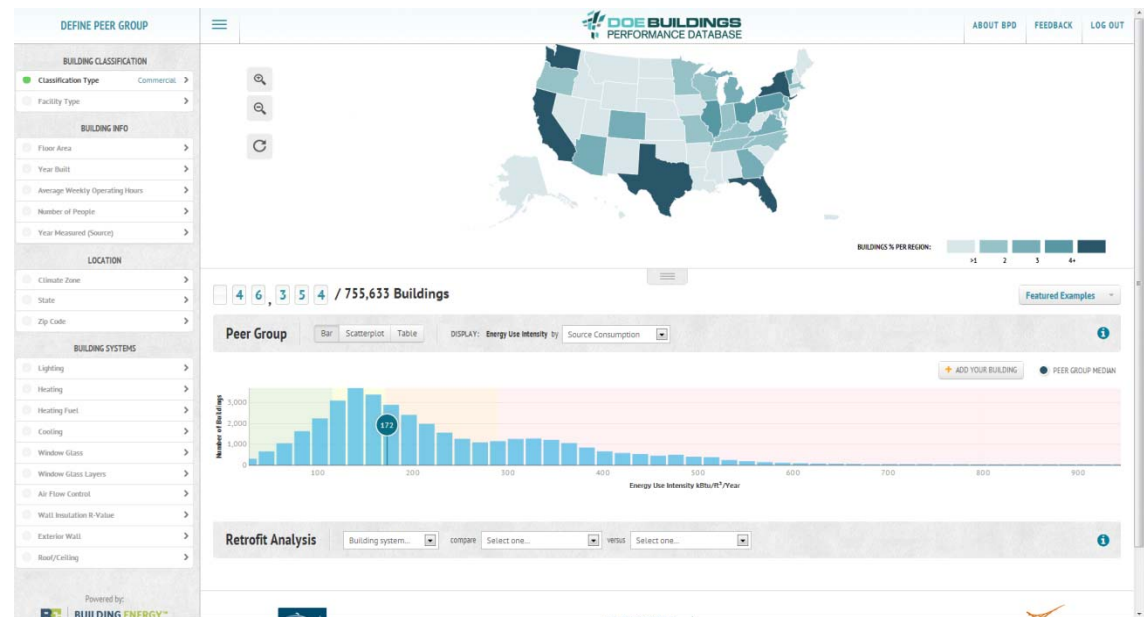 DEFINE PEER GROUP
DOE BUILDINGS
PERFORMANCE DATABASE
ABOUT BPD FEEDBACK LOG OUT
BUILDING CLASSIFICATION
Classification Type Commercial
Facility Type
BUILDING INFO
Floor Area
Year Built
Average Weekly Operating Hours
Number of People
Year Measured (Source)
LOCATION
Climate Zone
State
Zip Code
BUILDING SYSTEMS
Lighting
Heating
Heating Fuel
Cooling
Window Glass
Window Glass Layers
Air Flow Control
Wall Insulation R-Value
Exterior Wall
Roof/Ceiling
Powered by:
BUILDING ENERGY™
BUILDINGS % PER REGION:
>1 2 3 4+
46,354 / 755,633 Buildings
Featured Examples
Peer Group Bar Scatterplot Table DISPLAY: Energy Use Intensity by Source Consumption
+ ADD YOUR BUILDING PEER GROUP MEDIAN
Number of Buildings
3,000
2,000
1,000
0
172
100 200 300 400 500 600 700 800 900
Energy Use Intensity kBtu/ft²/Year
Retrofit Analysis Building system... compare Select one... versus Select one...